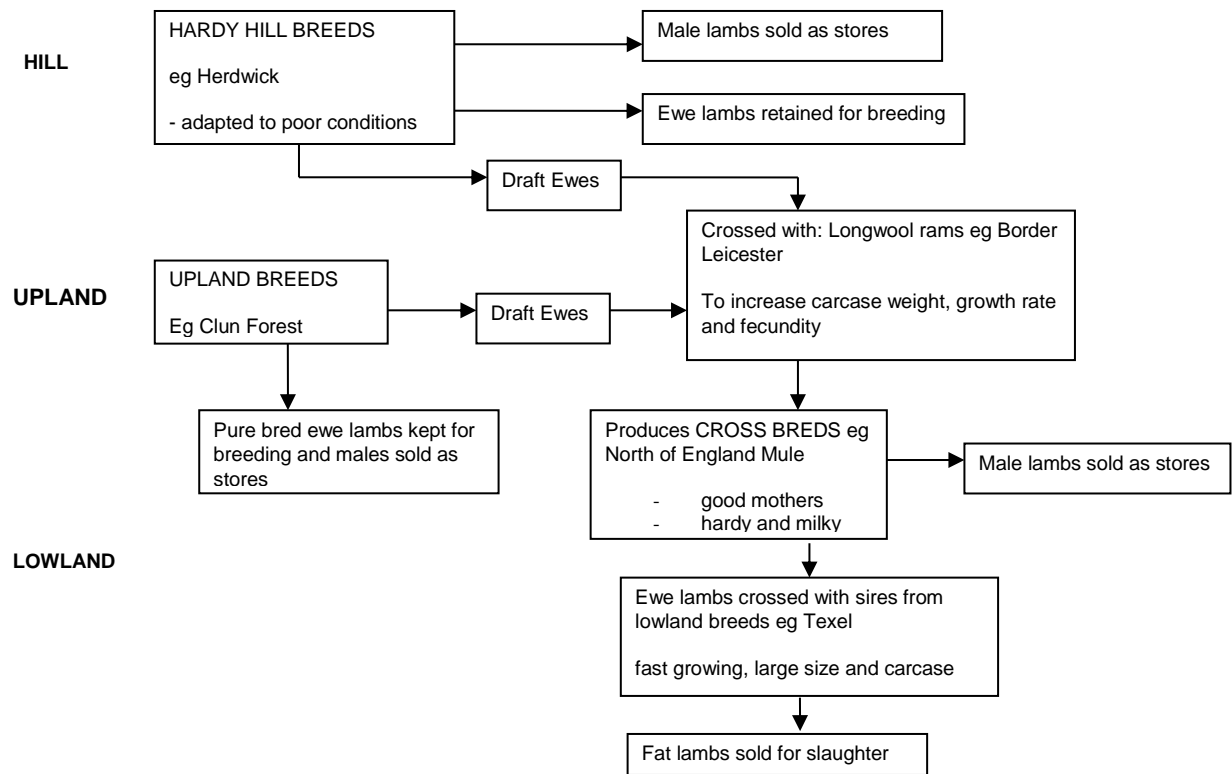 HARDY HILL BREEDS
eg Herdwick
- adapted to poor conditions
Male lambs sold as stores
HILL
Ewe lambs retained for breeding
Draft Ewes
Crossed with: Longwool rams eg Border
Leicester
To increase carcase weight, growth rate
and fecundity
UPLAND
UPLAND BREEDS
Eg Clun Forest
Draft Ewes
Pure bred ewe lambs kept for
breeding and males sold as
stores
Produces CROSS BREDS eg
North of England Mule
- good mothers
- hardy and milky
Male lambs sold as stores
LOWLAND
Ewe lambs crossed with sires from
lowland breeds eg Texel
fast growing, large size and carcase
Fat lambs sold for slaughter